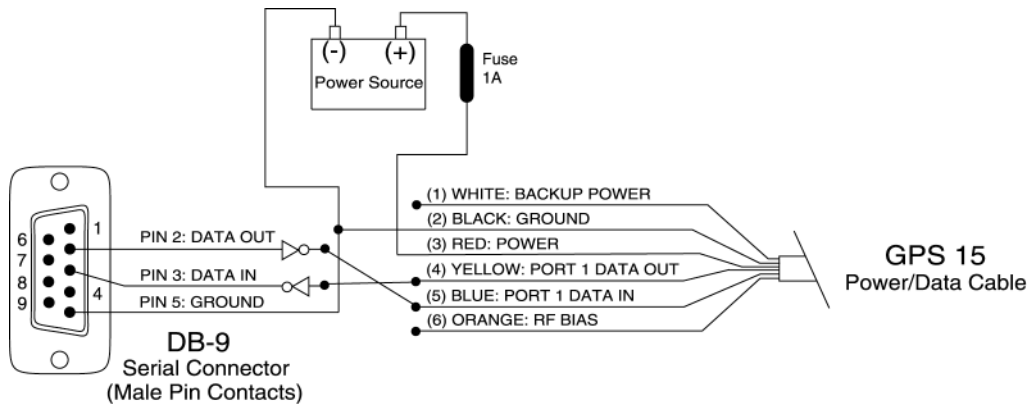 (-) (+)
Power Source
Fuse
1A
(1) WHITE: BACKUP POWER
(2) BLACK: GROUND
(3) RED: POWER
(4) YELLOW: PORT 1 DATA OUT
(5) BLUE: PORT 1 DATA IN
(6) ORANGE: RF BIAS
GPS 15
Power/Data Cable
1
6
7
8
9
4
PIN 2: DATA OUT
PIN 3: DATA IN
PIN 5: GROUND
DB-9
Serial Connector
(Male Pin Contacts)